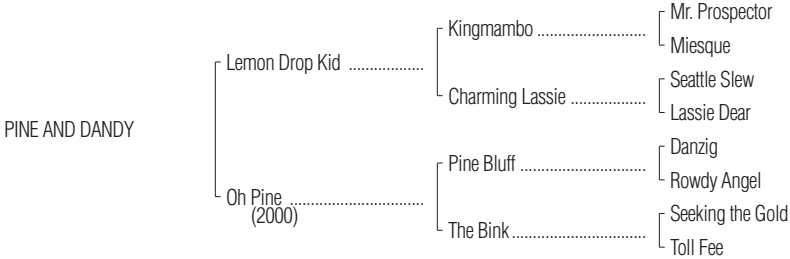 Mr. Prospector
Kingmambo ..........................
Miesque
Lemon Drop Kid ..................
Seattle Slew
Charming Lassie ..................
Lassie Dear
PINE AND DANDY
Danzig
Pine Bluff ..............................
Rowdy Angel
Oh Pine ................................
(2000)
Seeking the Gold
The Bink ................................
Toll Fee